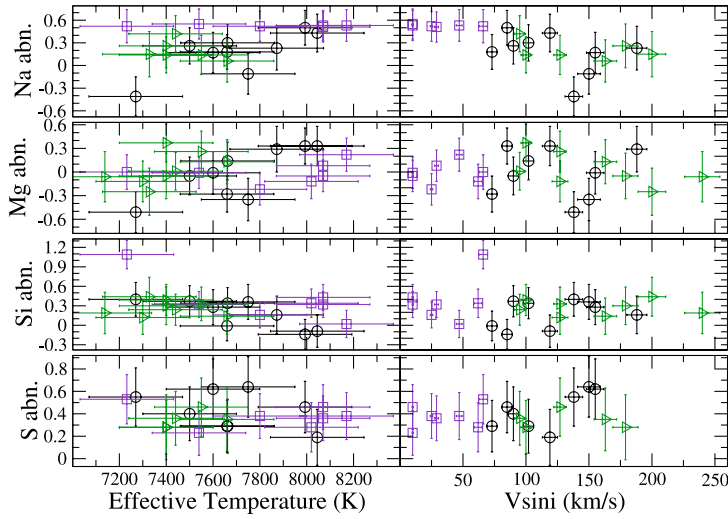 0.6
0.3
0
-0.3
-0.6
Na abn.
0.6
0.3
0
-0.3
-0.6
Mg abn.
1.2
0.9
0.6
0.3
0
-0.3
Si abn.
0.8
0.6
0.4
0.2
0
S abn.
7200 7400 7600 7800 8000 8200
50 100 150 200 250
Effective Temperature (K)
Vsini (km/s)